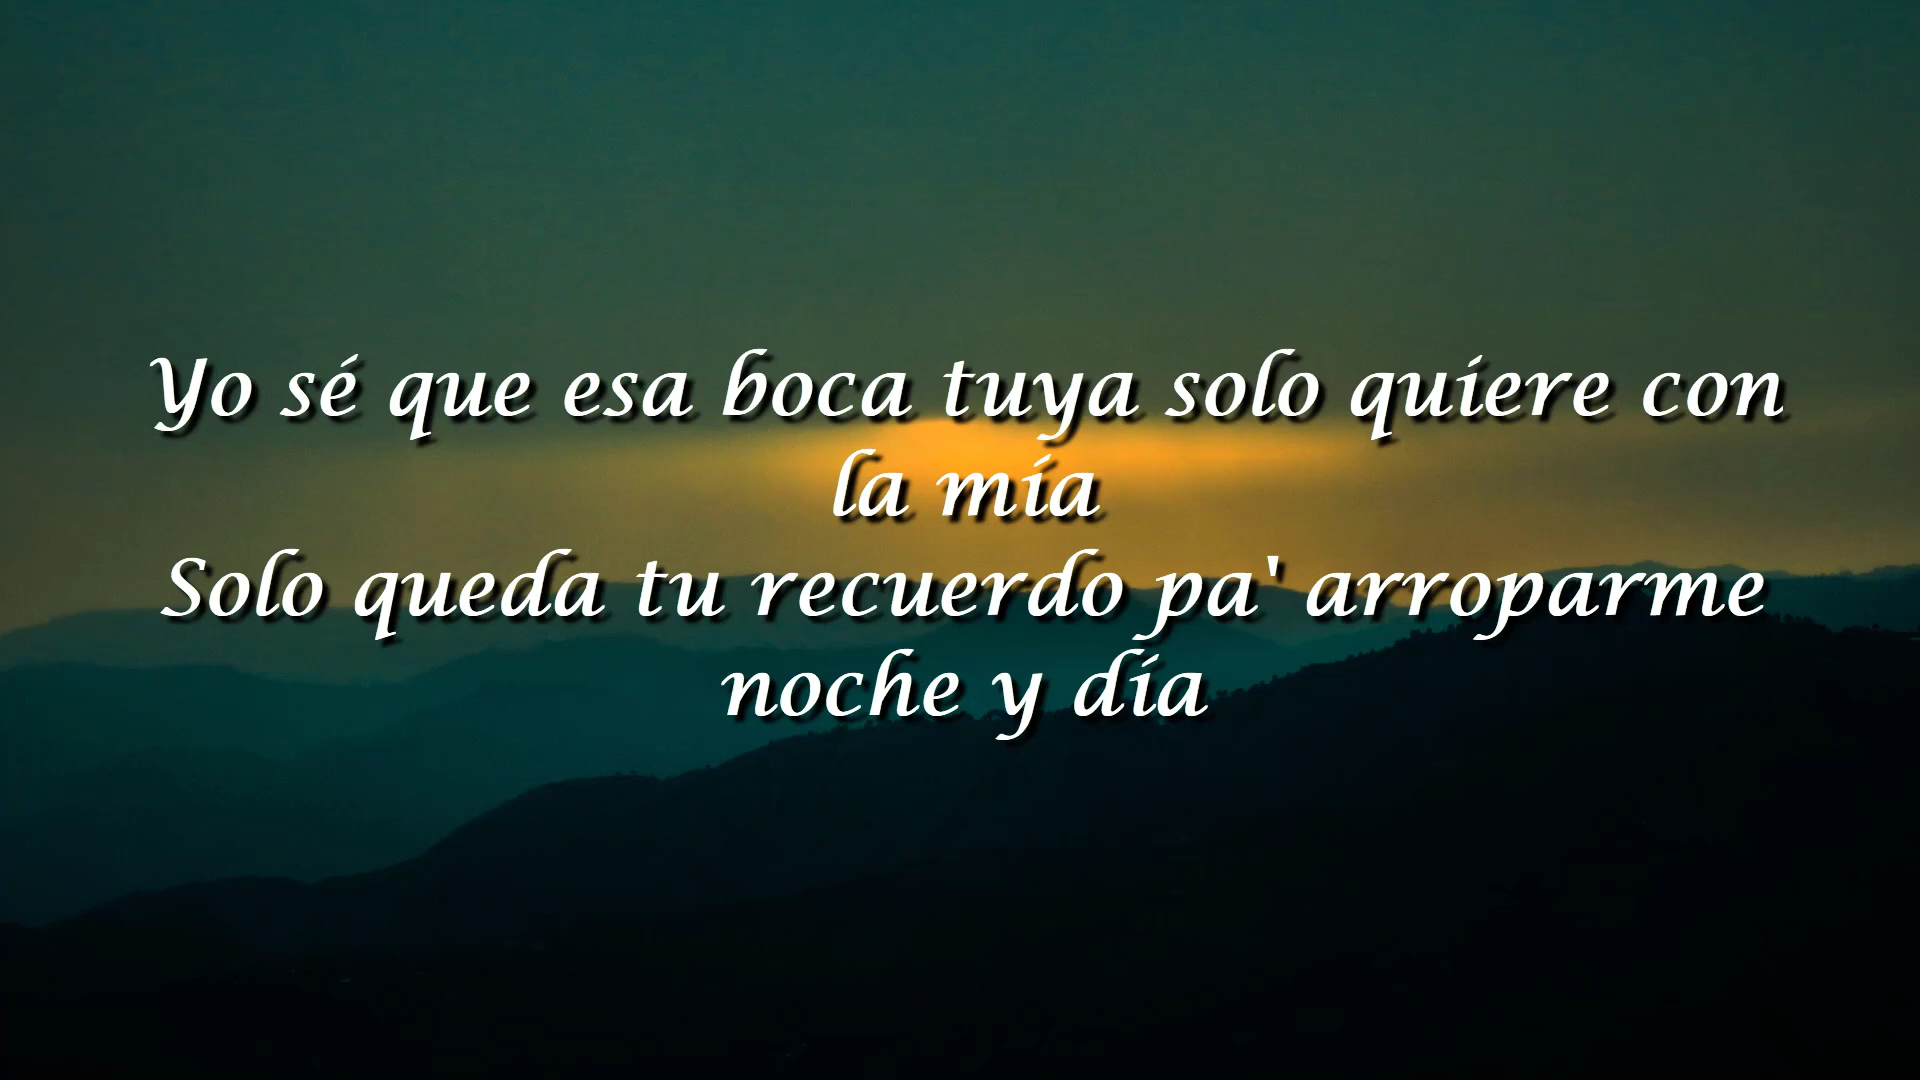 Yo sé que esa boca tuya solo quiere con
la mía
Solo queda tu recuerdo pa' arroparme
noche y día